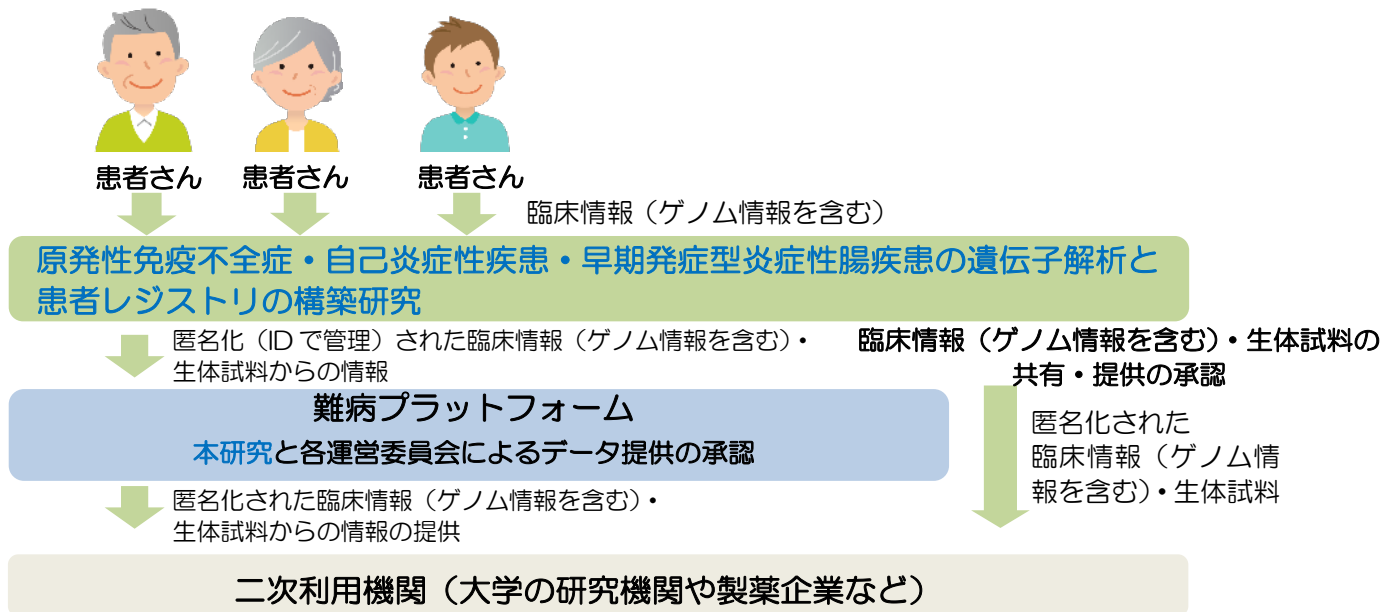 患者さん
患者さん
患者さん
臨床情報（ゲノム情報を含む）
原発性免疫不全症・自己炎症性疾患・早期発症型炎症性腸疾患の遺伝子解析と
患者レジストリの構築研究
匿名化（ID で管理）された臨床情報（ゲノム情報を含む）・
生体試料からの情報
臨床情報（ゲノム情報を含む）・生体試料の
共有・提供の承認
難病プラットフォーム
本研究と各運営委員会によるデータ提供の承認
匿名化された
臨床情報（ゲノム情
報を含む）・生体試料
匿名化された臨床情報（ゲノム情報を含む）・
生体試料からの情報の提供
二次利用機関（大学の研究機関や製薬企業など）